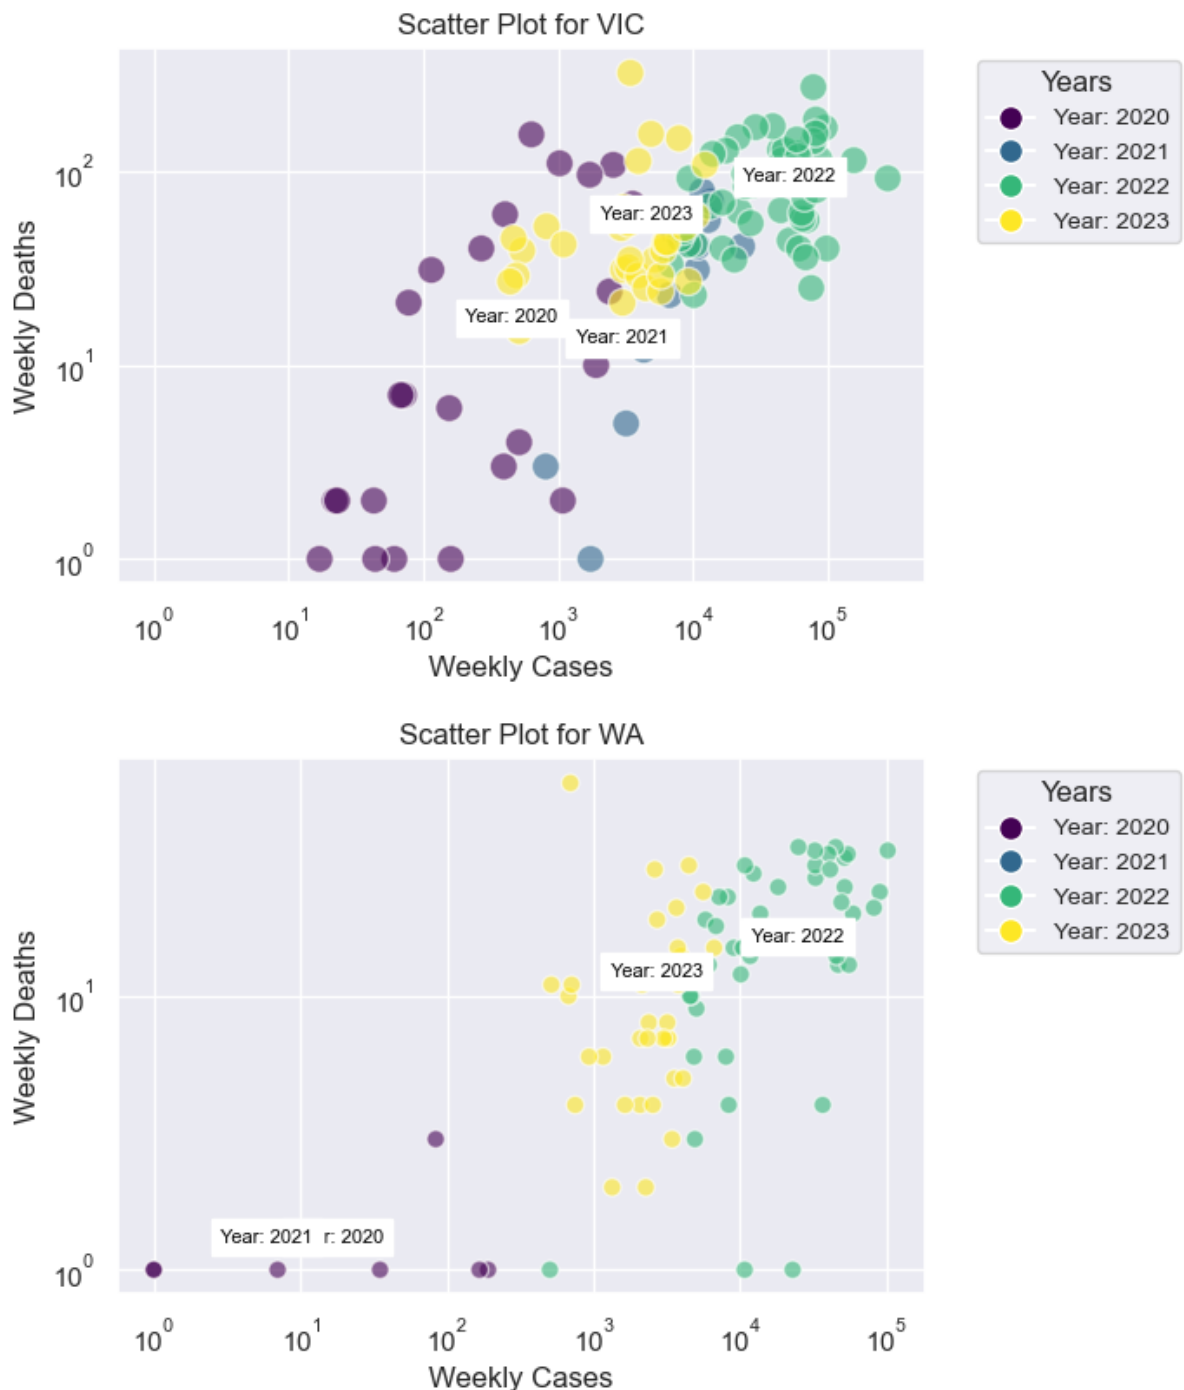 Scatter Plot for VIC
Weekly Deaths
10^2
10^1
10^0
Year: 2022
Year: 2023
Year: 2020
Year: 2021
10^0 10^1 10^2 10^3 10^4 10^5
Weekly Cases
Years
Year: 2020
Year: 2021
Year: 2022
Year: 2023
Scatter Plot for WA
Weekly Deaths
10^1
10^0
Year: 2022
Year: 2023
Year: 2021 r: 2020
10^0 10^1 10^2 10^3 10^4 10^5
Weekly Cases
Years
Year: 2020
Year: 2021
Year: 2022
Year: 2023